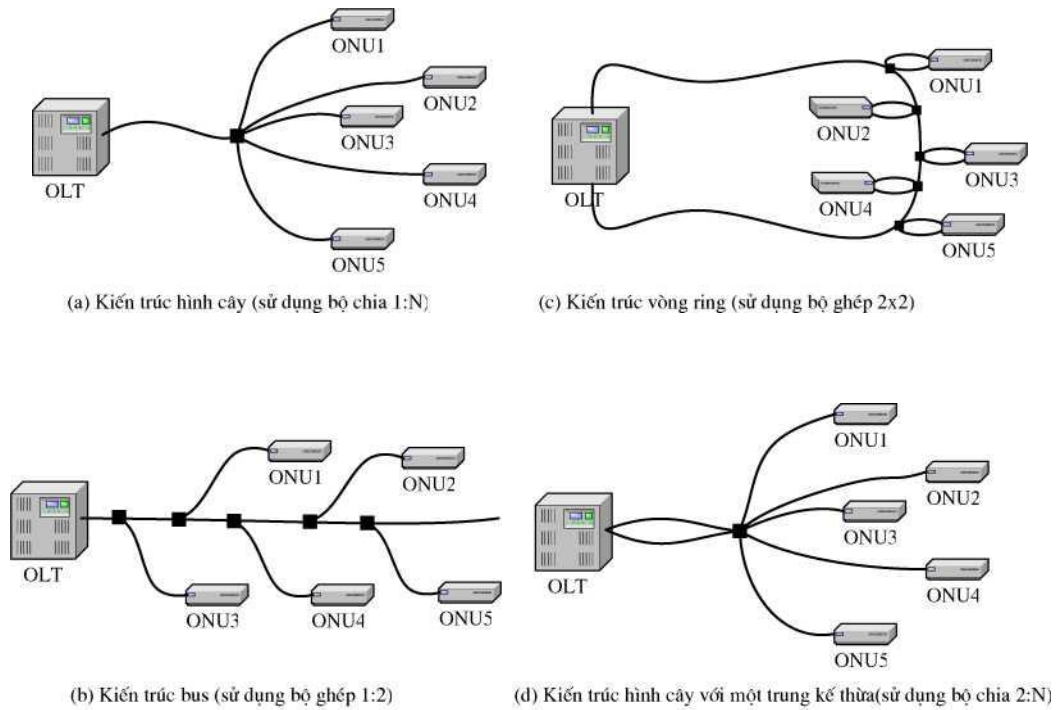 ONU1
ONU2
ONU3
ONU4
ONU5
OLT
(a) Kiến trúc hình cây (sử dụng bộ chia 1:N)
ONU1
ONU2
ONU3
ONU4
ONU5
OLT
(c) Kiến trúc vòng ring (sử dụng bộ ghép 2x2)
ONU1
ONU2
OLT
ONU3
ONU4
ONU5
(b) Kiến trúc bus (sử dụng bộ ghép 1:2)
ONU1
ONU2
ONU3
OLT
ONU4
ONU5
(d) Kiến trúc hình cây với một trung kế thừa(sử dụng bộ chia 2:N)